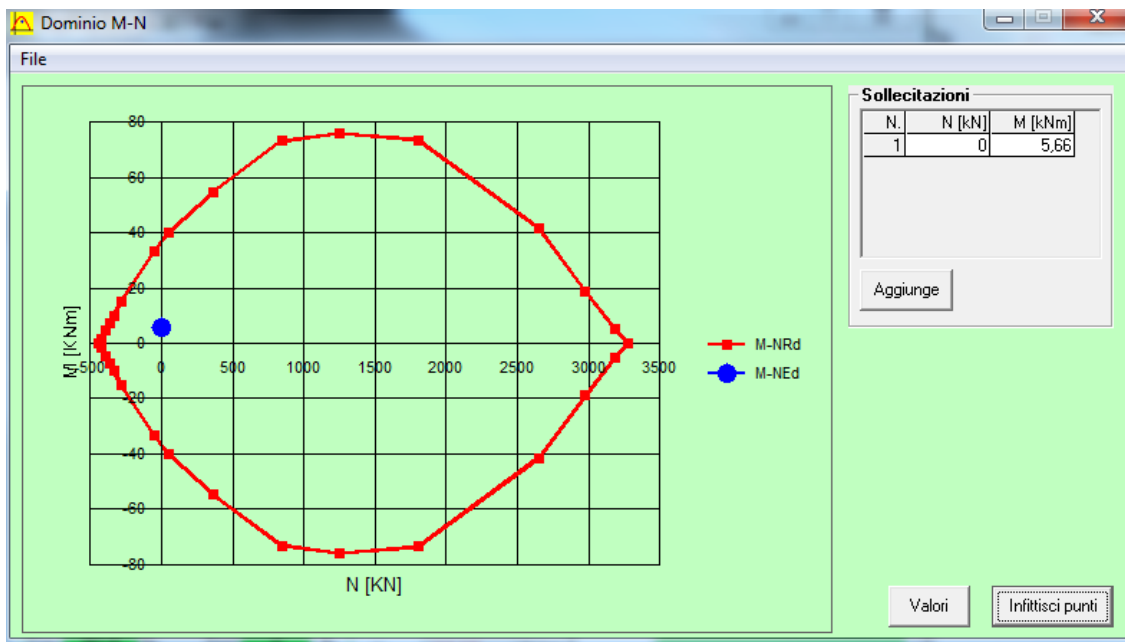 Dominio M-N
File
80
60
40
20
0
-20
-40
-60
-80
M [KNm]
-500 0 500 1000 1500 2000 2500 3000 3500
N [KN]
M-NRd
M-NEd
Sollecitazioni
N. N [kN] M [kNm]
1 0 5,66
Aggiunge
Valori
Infittisci punti